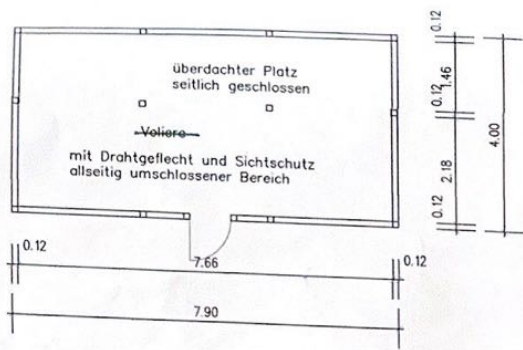 überdachter Platz
seitlich geschlossen
Voliere
mit Drahtgeflecht und Sichtschutz
allseitig umschlossener Bereich
0.12
1.46
0.12
2.18
0.12
4.00
0.12
7.66
0.12
7.90